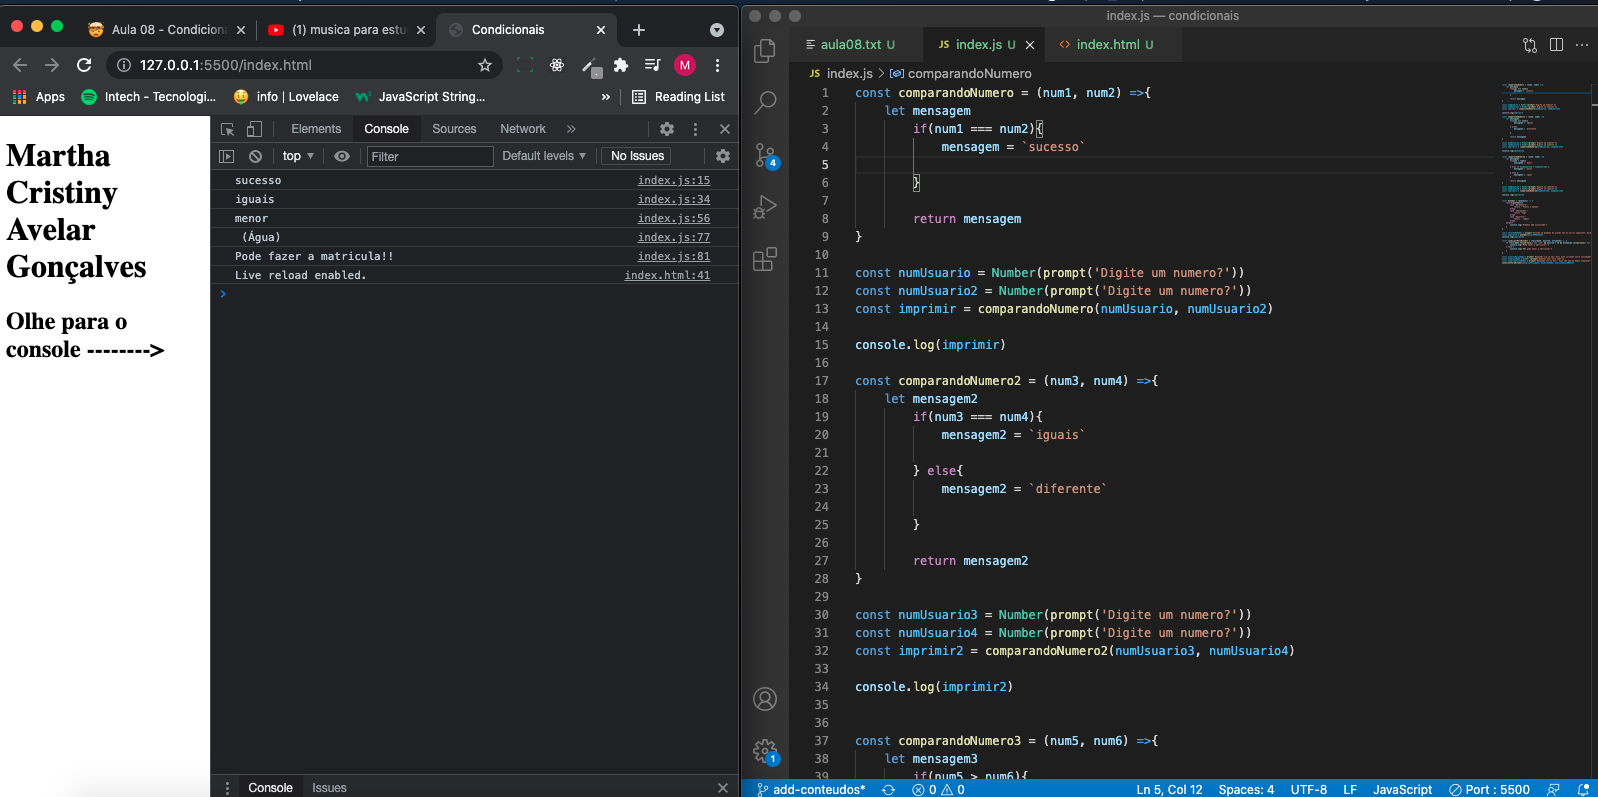 Aula 08 - Condicion
(1) musica para estu
Condicionais
127.0.0.1:5500/index.html
M
Apps
Intech - Tecnologi...
info | Lovelace
JavaScript String...
»
Reading List
Martha
Cristiny
Avelar
Gonçalves
Olhe para o
console -------->
Elements
Console
Sources
Network
»
top
Filter
Default levels
No Issues
sucesso index.js:15
iguais index.js:34
menor index.js:56
(Água) index.js:77
Pode fazer a matricula!! index.js:81
Live reload enabled. index.html:41
>
Console
Issues
index.js — condicionais
aula08.txt U
JS index.js U
<> index.html U
JS index.js > comparandoNumero
4
1
1 const comparandoNumero = (num1, num2) =>{
2 let mensagem
3 if(num1 === num2){
4 mensagem = `sucesso`
5
6 }
7
8 return mensagem
9 }
10
11 const numUsuario = Number(prompt('Digite um numero?'))
12 const numUsuario2 = Number(prompt('Digite um numero?'))
13 const imprimir = comparandoNumero(numUsuario, numUsuario2)
14
15 console.log(imprimir)
16
17 const comparandoNumero2 = (num3, num4) =>{
18 let mensagem2
19 if(num3 === num4){
20 mensagem2 = `iguais`
21
22 } else{
23 mensagem2 = `diferente`
24
25 }
26
27 return mensagem2
28 }
29
30 const numUsuario3 = Number(prompt('Digite um numero?'))
31 const numUsuario4 = Number(prompt('Digite um numero?'))
32 const imprimir2 = comparandoNumero2(numUsuario3, numUsuario4)
33
34 console.log(imprimir2)
35
36
37 const comparandoNumero3 = (num5, num6) =>{
38 let mensagem3
39 if(num5 > num6){
add-conteudos*
0
0
Ln 5, Col 12
Spaces: 4
UTF-8
LF
JavaScript
Port : 5500